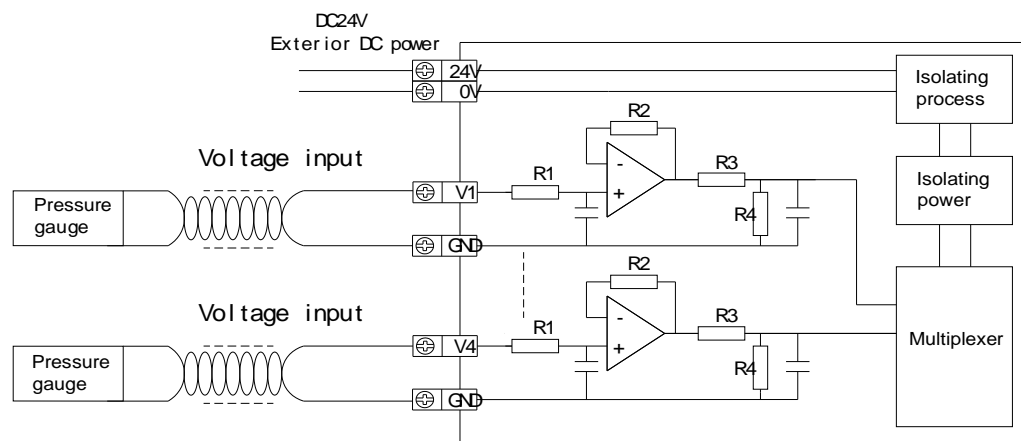 DC24V
Exterior DC power
24V
0V
Isolating
process
R2
Voltage input
R1
-
+
R3
V1
Isolating
power
Pressure
gauge
R4
GND
R2
Voltage input
R1
-
+
R3
V4
Multiplexer
Pressure
gauge
R4
GND